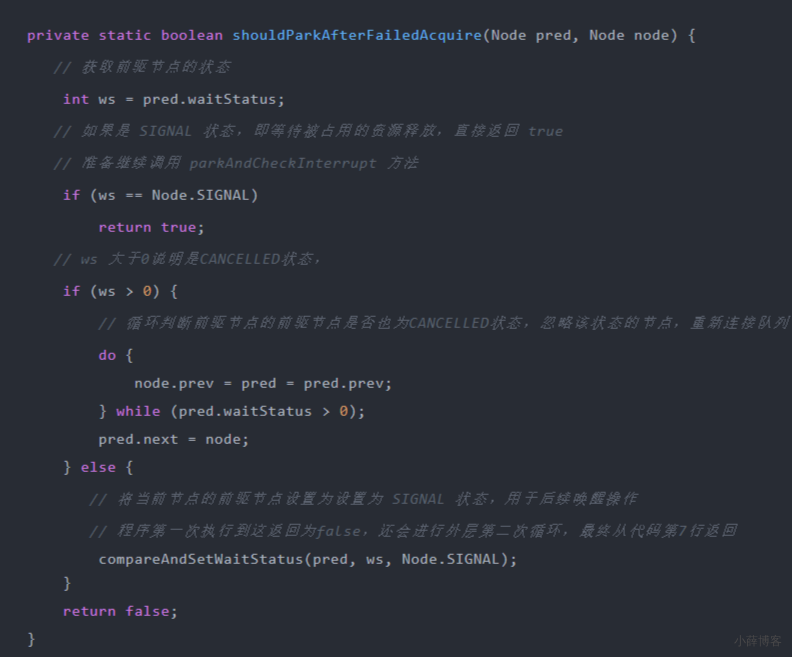 private static boolean shouldParkAfterFailedAcquire(Node pred, Node node) {
// 获取前驱节点的状态
int ws = pred.waitStatus;
// 如果是 SIGNAL 状态，即等待被占用的资源释放，直接返回 true
// 准备继续调用 parkAndCheckInterrupt 方法
if (ws == Node.SIGNAL)
return true;
// ws 大于0说明是CANCELLED状态，
if (ws > 0) {
// 循环判断前驱节点的前驱节点是否也为CANCELLED状态，忽略该状态的节点，重新连接队列
do {
node.prev = pred = pred.prev;
} while (pred.waitStatus > 0);
pred.next = node;
} else {
// 将当前节点的前驱节点设置为设置为 SIGNAL 状态，用于后续唤醒操作
// 程序第一次执行到这返回为false，还会进行外层第二次循环，最终从代码第7行返回
compareAndSetWaitStatus(pred, ws, Node.SIGNAL);
}
return false;
}
小薛博客